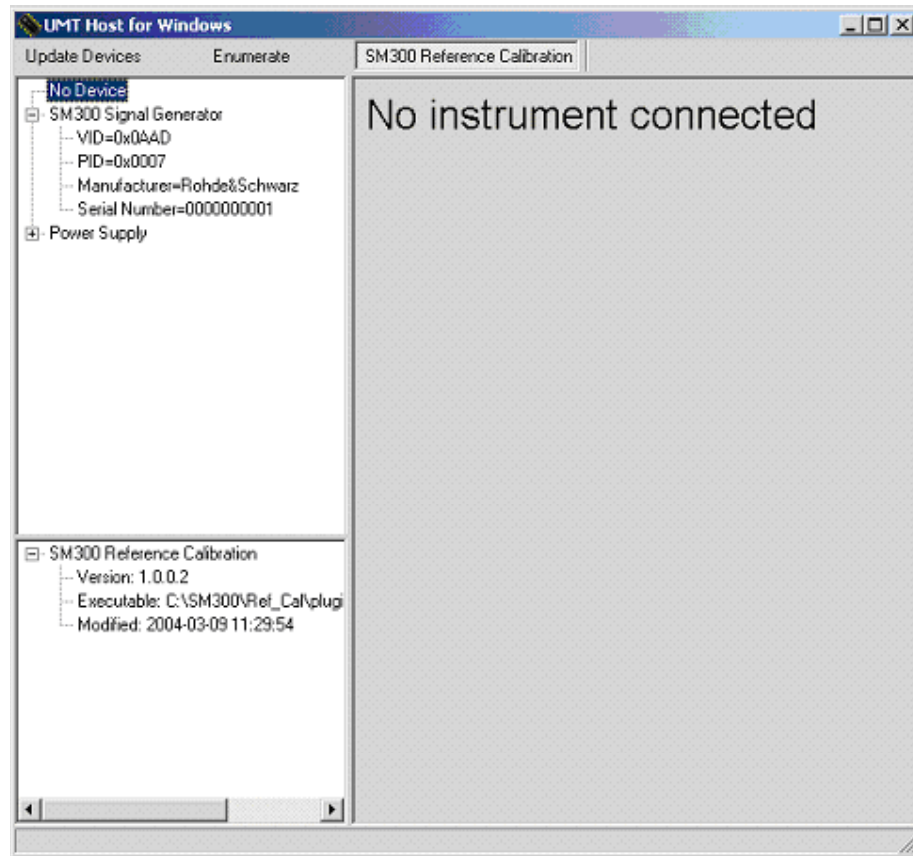 UMT Host for Windows
Update Devices
Enumerate
SM300 Reference Calibration
No Device
SM300 Signal Generator
VID=0x0AAD
PID=0x0007
Manufacturer=Rohde&Schwarz
Serial Number=0000000001
Power Supply
No instrument connected
SM300 Reference Calibration
Version: 1.0.0.2
Executable: C:\SM300\Ref_Cal\plugi
Modified: 2004-03-09 11:29:54